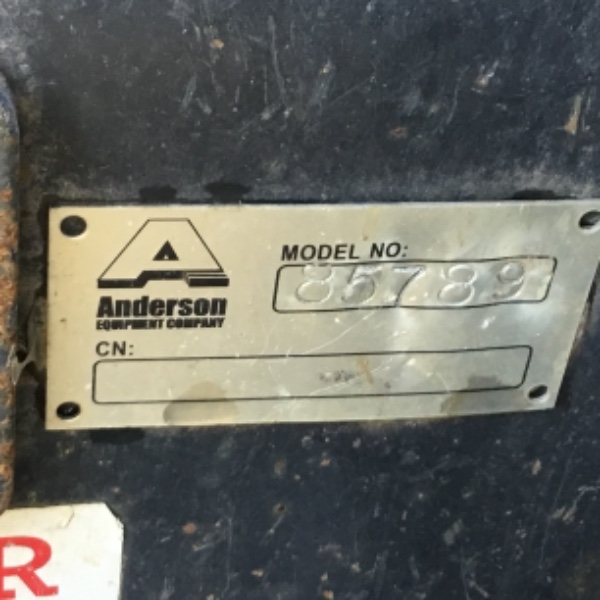 MODEL NO:
85789
Anderson
EQUIPMENT COMPANY
CN:
R